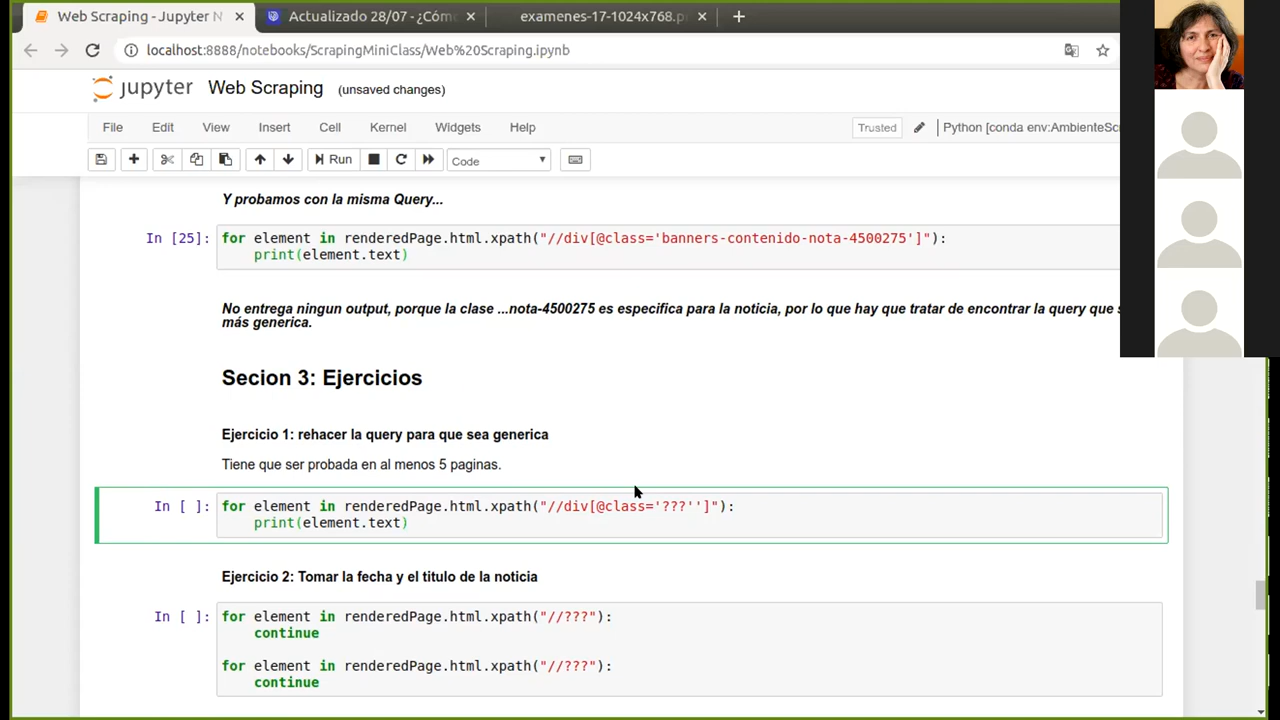 Web Scraping - Jupyter N
Actualizado 28/07 - ¿Cómo
examenes-17-1024x768.p
localhost:8888/notebooks/ScrapingMiniClass/Web%20Scraping.ipynb
jupyter Web Scraping (unsaved changes)
File Edit View Insert Cell Kernel Widgets Help Trusted Python [conda env:AmbienteSc
Run Code
Y probamos con la misma Query...
In [25]: for element in renderedPage.html.xpath("//div[@class='banners-contenido-nota-4500275']"):
print(element.text)
No entrega ningun output, porque la clase ...nota-4500275 es especifica para la noticia, por lo que hay que tratar de encontrar la query que s
más generica.
Secion 3: Ejercicios
Ejercicio 1: rehacer la query para que sea generica
Tiene que ser probada en al menos 5 paginas.
In [ ]: for element in renderedPage.html.xpath("//div[@class='???'']"):
print(element.text)
Ejercicio 2: Tomar la fecha y el titulo de la noticia
In [ ]: for element in renderedPage.html.xpath("//???"):
continue
for element in renderedPage.html.xpath("//???"):
continue